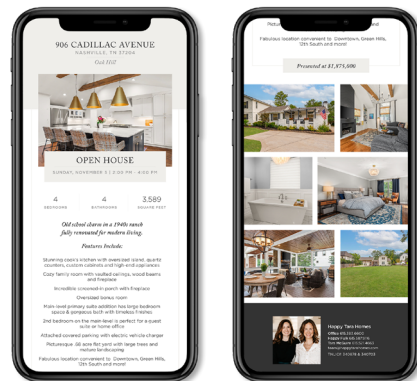 906 CADILLAC AVENUE
NASHVILLE, TN 37204
Oak Hill
OPEN HOUSE
SUNDAY, NOVEMBER 5 | 2:00 PM - 4:00 PM
4
BEDROOMS
4
BATHROOMS
3,589
SQUARE FEET
Old school charm in a 1940s ranch
fully renovated for modern living.
Features Include:
Stunning cook's kitchen with oversized island, quartz
counters, custom cabinets and high end appliances
Cozy family room with vaulted ceilings, wood beams
and fireplace
Incredible screened-in porch with fireplace
Oversized bonus room
Main-level primary suite addition has large bedroom
space & gorgeous bath with timeless finishes
2nd bedroom on the main-level is perfect for a guest
suite or home office
Attached covered parking with electric vehicle charger
Picturesque .68 acre flat yard with large trees and
mature landscaping
Fabulous location convenient to Downtown, Green Hills,
12th South and more!
Fabulous location convenient to Downtown, Green Hills,
12th South and more!
Presented at $1,975,000
Happy Tara Homes